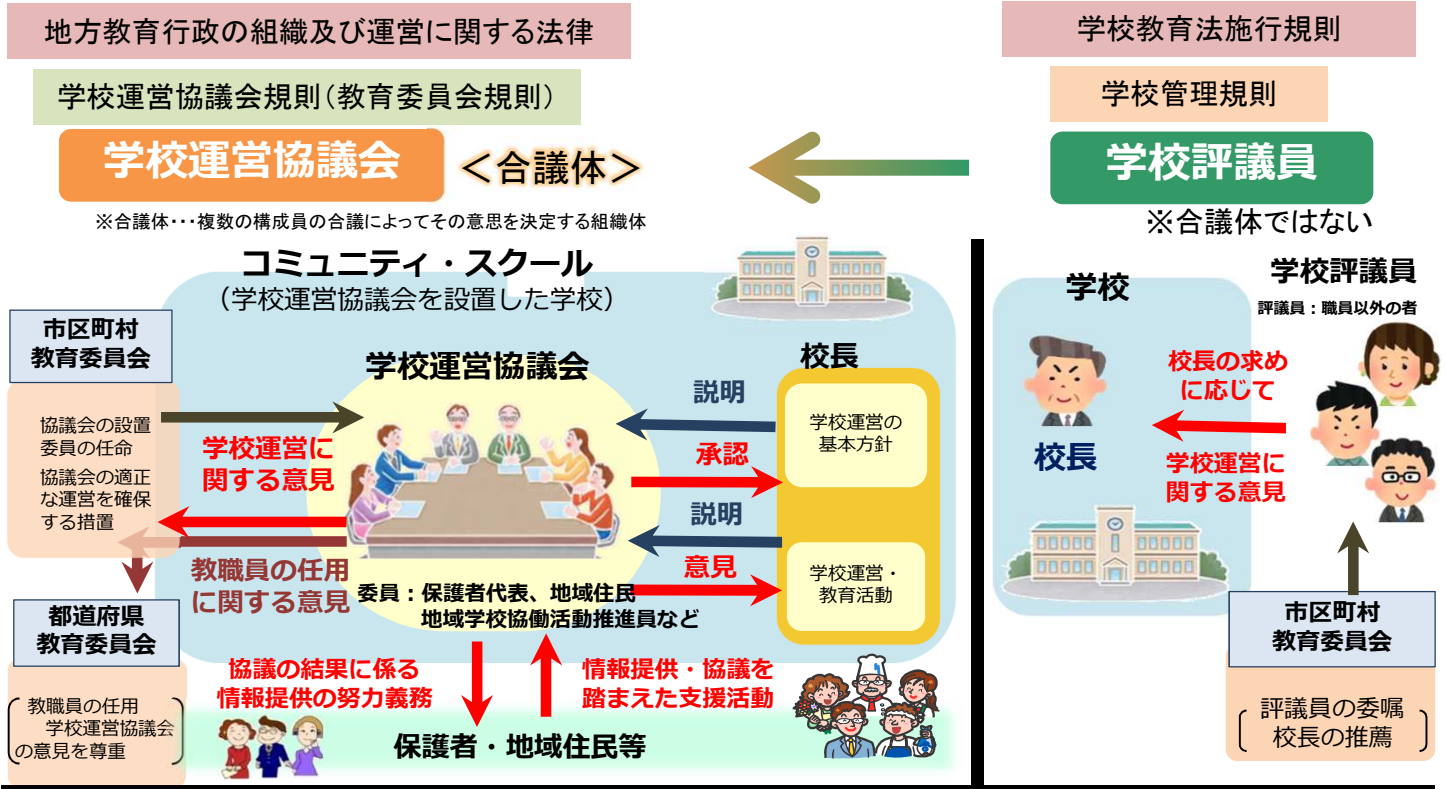 地方教育行政の組織及び運営に関する法律
学校運営協議会規則(教育委員会規則)
学校運営協議会
＜合議体＞
※合議体･･･複数の構成員の合議によってその意思を決定する組織体
コミュニティ・スクール
（学校運営協議会を設置した学校）
市区町村
教育委員会
協議会の設置
委員の任命
協議会の適正
な運営を確保
する措置
学校運営に
関する意見
教職員の任用
に関する意見
都道府県
教育委員会
教職員の任用
学校運営協議会
の意見を尊重
学校運営協議会
委員：保護者代表、地域住民
地域学校協働活動推進員など
校長
説明
承認
学校運営の
基本方針
説明
意見
学校運営・
教育活動
協議の結果に係る
情報提供の努力義務
情報提供・協議を
踏まえた支援活動
保護者・地域住民等
学校教育法施行規則
学校管理規則
学校評議員
※合議体ではない
学校
校長
学校評議員
評議員：職員以外の者
校長の求め
に応じて
学校運営に
関する意見
市区町村
教育委員会
評議員の委嘱
校長の推薦